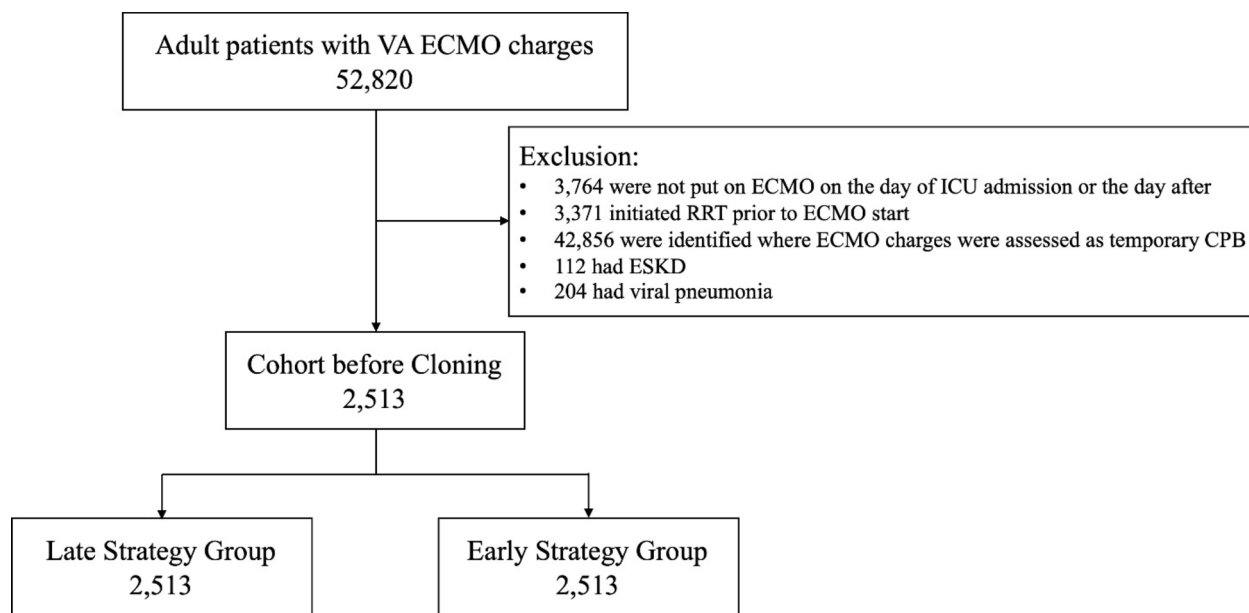 Adult patients with VA ECMO charges
52,820
Exclusion:
• 3,764 were not put on ECMO on the day of ICU admission or the day after
• 3,371 initiated RRT prior to ECMO start
• 42,856 were identified where ECMO charges were assessed as temporary CPB
• 112 had ESKD
• 204 had viral pneumonia
Cohort before Cloning
2,513
Late Strategy Group
2,513
Early Strategy Group
2,513